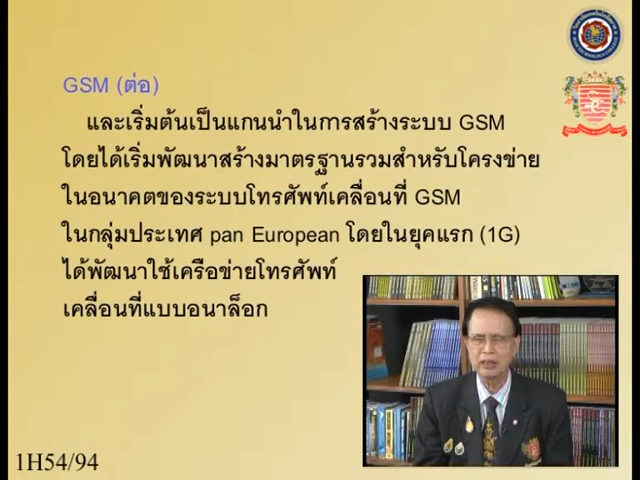 GSM (ต่อ)
และเริ่มต้นเป็นแกนนำในการสร้างระบบ GSM
โดยได้เริ่มพัฒนาสร้างมาตรฐานรวมสำหรับโครงข่าย
ในอนาคตของระบบโทรศัพท์เคลื่อนที่ GSM
ในกลุ่มประเทศ pan European โดยในยุคแรก (1G)
ได้พัฒนาใช้เครือข่ายโทรศัพท์
เคลื่อนที่แบบอนาล็อก
1H54/94